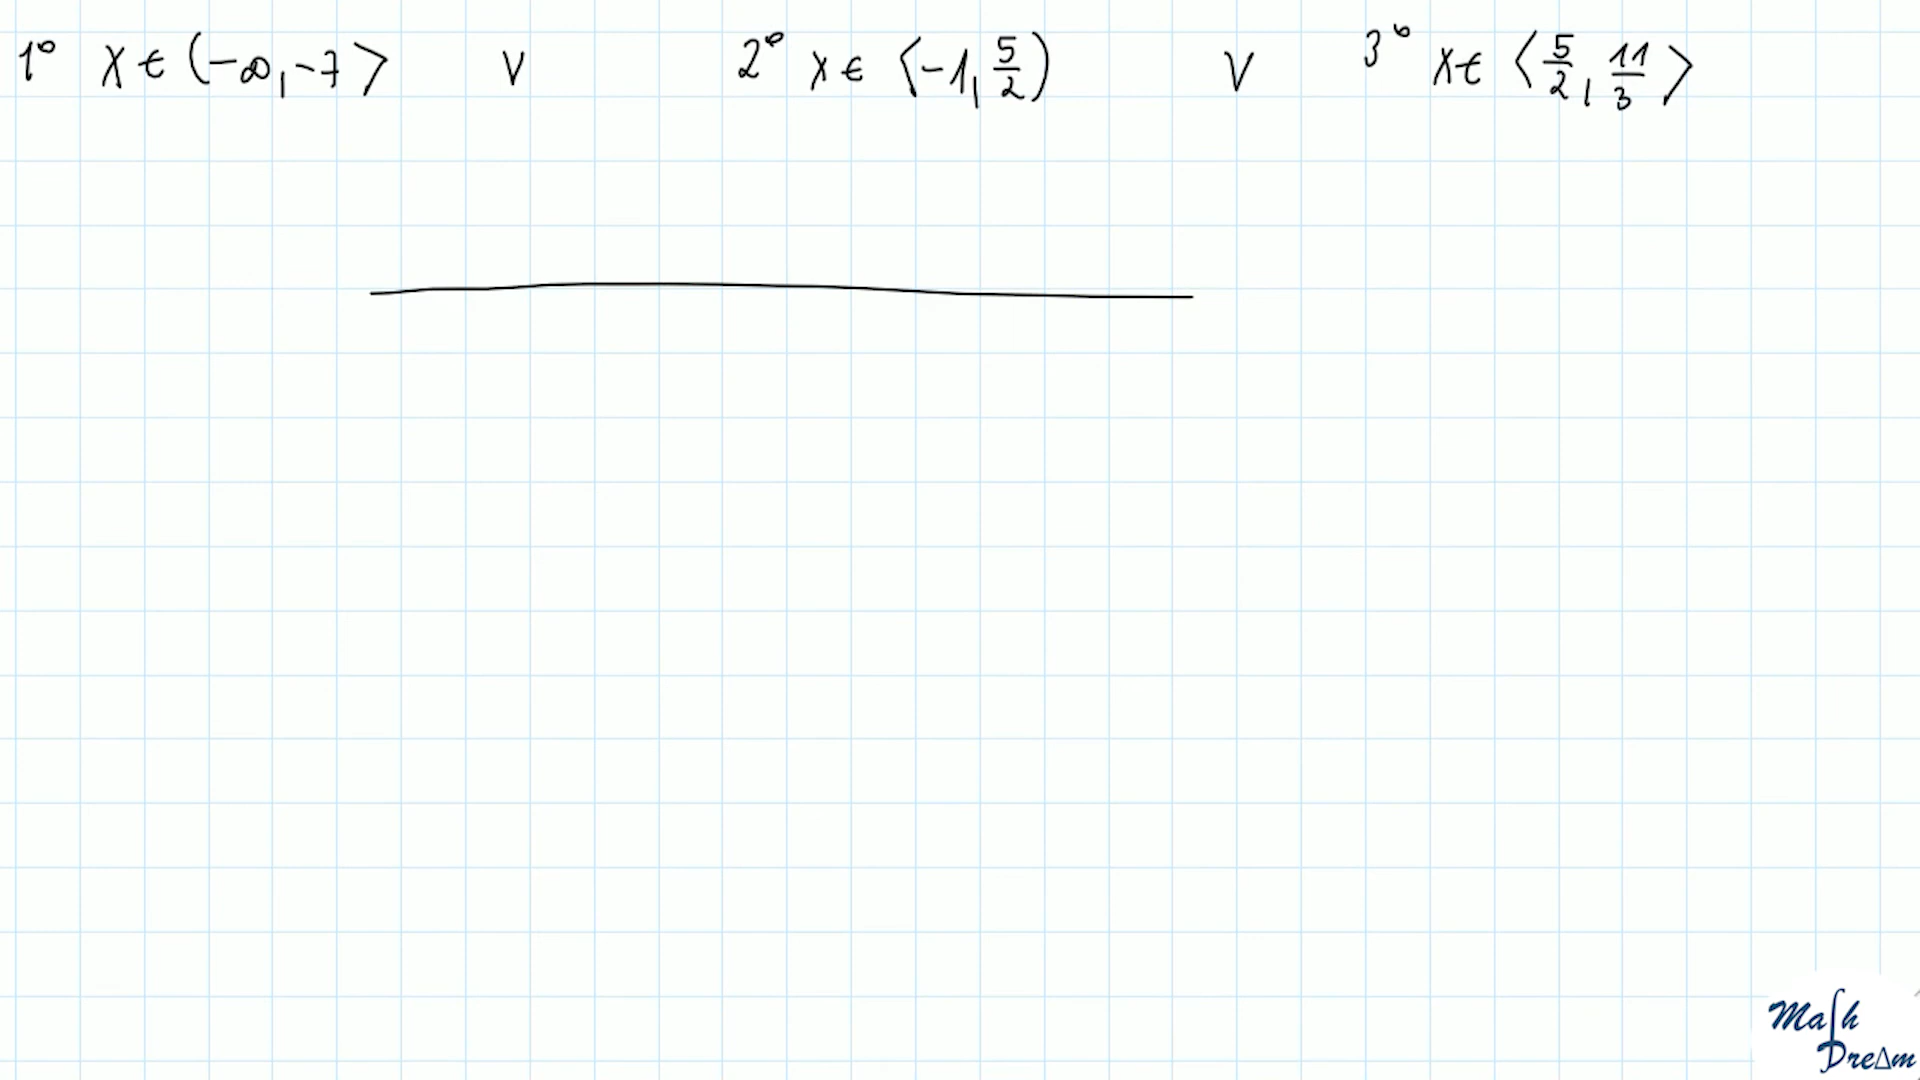 1° x ∈ (-∞, -7⟩ ∨ 2° x ∈ ⟨-1, 5/2) ∨ 3° x ∈ ⟨5/2, 11/3⟩
Math
Dream